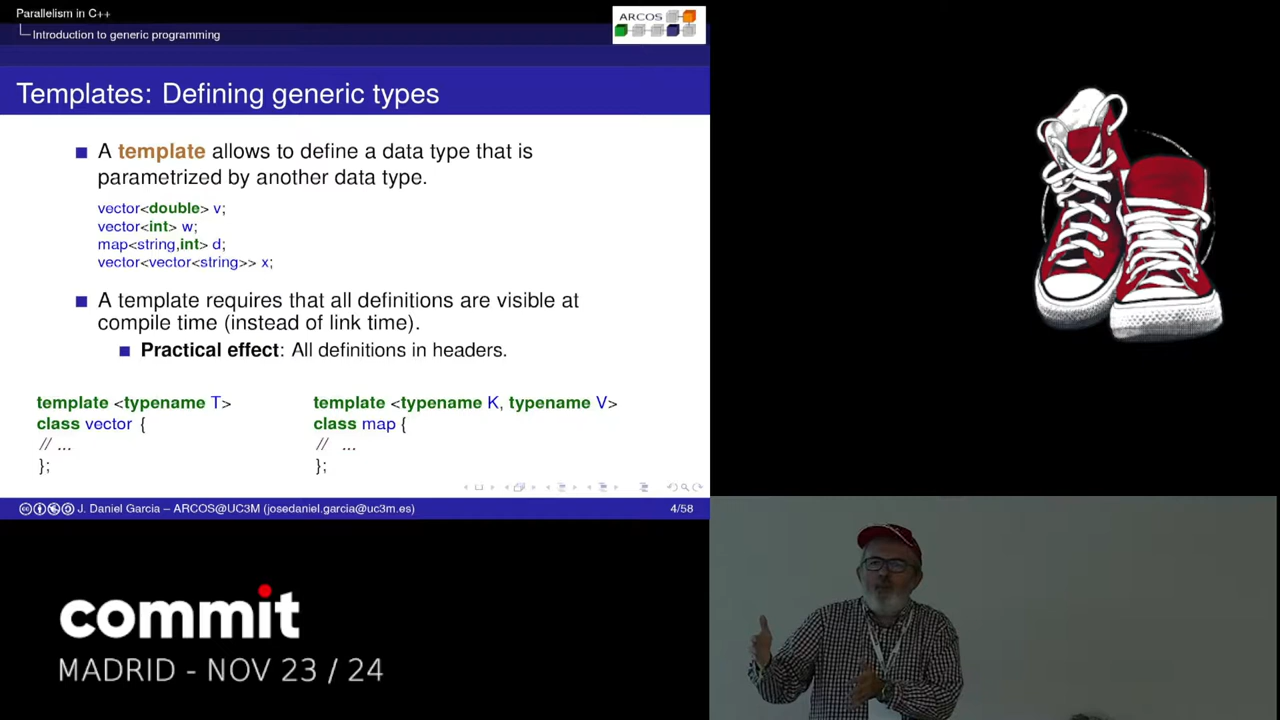 Parallelism in C++
Introduction to generic programming
ARCOS
Templates: Defining generic types
A template allows to define a data type that is
parametrized by another data type.
vector<double> v;
vector<int> w;
map<string,int> d;
vector<vector<string>> x;
A template requires that all definitions are visible at
compile time (instead of link time).
Practical effect: All definitions in headers.
template <typename T>
class vector {
// ...
};
template <typename K, typename V>
class map {
// ...
};
J. Daniel Garcia – ARCOS@UC3M (josedaniel.garcia@uc3m.es)
4/58
commit
MADRID - NOV 23 / 24